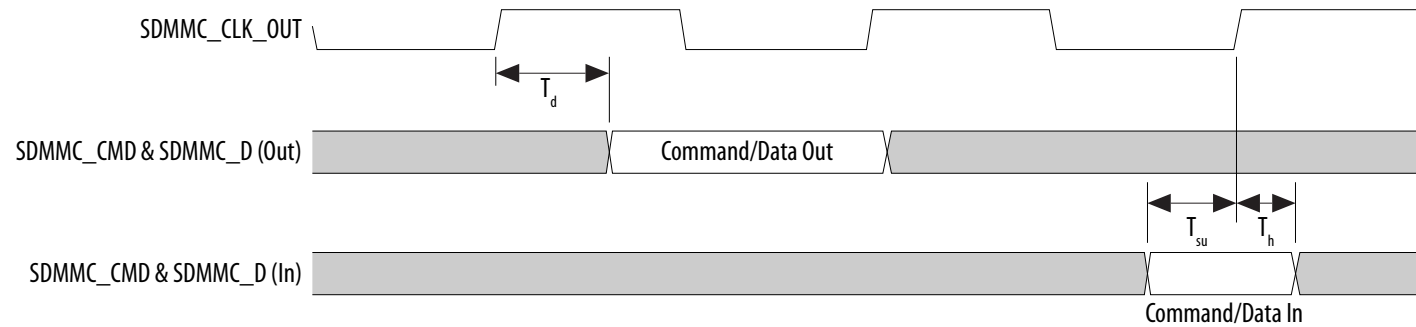 SDMMC_CLK_OUT
Td
SDMMC_CMD & SDMMC_D (Out)
Command/Data Out
Tsu
Th
SDMMC_CMD & SDMMC_D (In)
Command/Data In